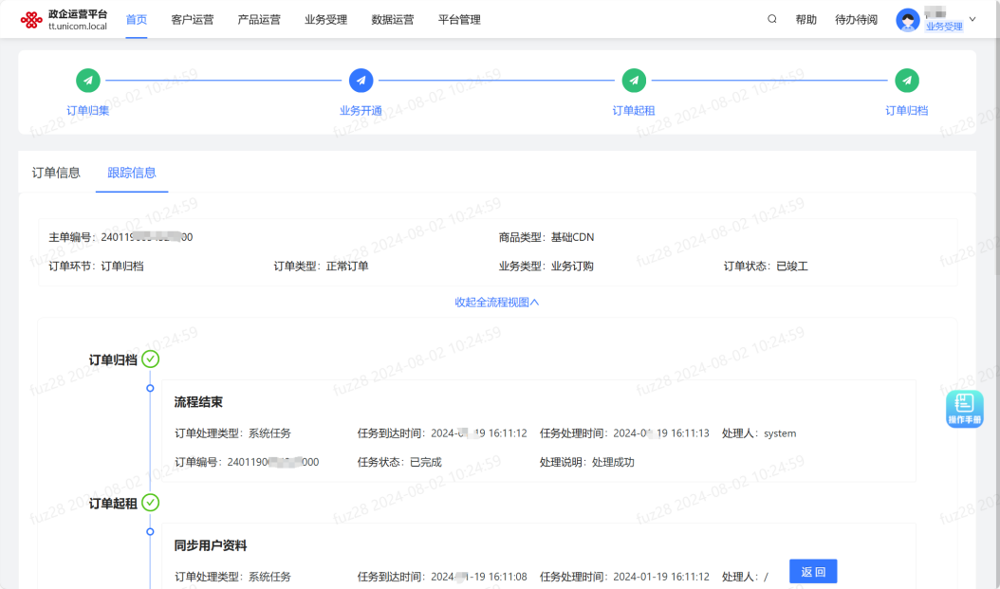 政企运营平台
tt.unicom.local
首页 客户运营 产品运营 业务受理 数据运营 平台管理
帮助 待办待阅
业务受理
订单归集 业务开通 订单起租 订单归档
订单信息 跟踪信息
主单编号： 24011900 商品类型： 基础CDN
订单环节： 订单归档 订单类型： 正常订单 业务类型： 业务订购 订单状态： 已竣工
收起全流程视图
订单归档
流程结束
订单处理类型： 系统任务 任务到达时间： 2024-0 -19 16:11:12 任务处理时间： 2024-0 -19 16:11:13 处理人： system
订单编号： 2401190 000 任务状态： 已完成 处理说明： 处理成功
操作手册
订单起租
同步用户资料
订单处理类型： 系统任务 任务到达时间： 2024- -19 16:11:08 任务处理时间： 2024-01-19 16:11:12 处理人： /
返 回
fuz28 2024-08-02 10:24:59